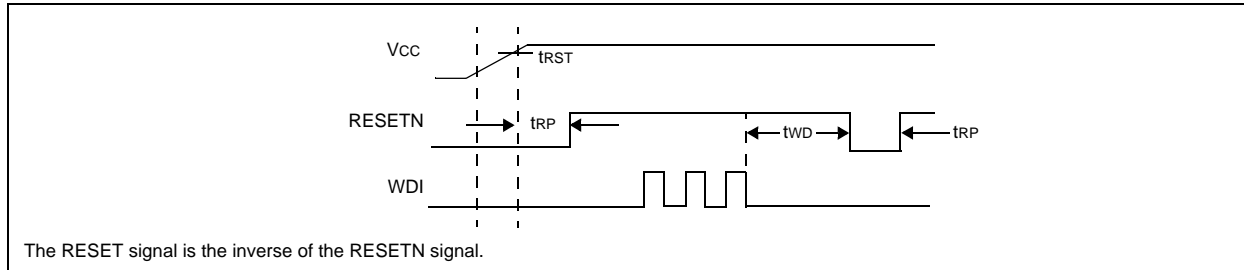 VCC
tRST
RESETN
tRP
tWD
tRP
WDI
The RESET signal is the inverse of the RESETN signal.